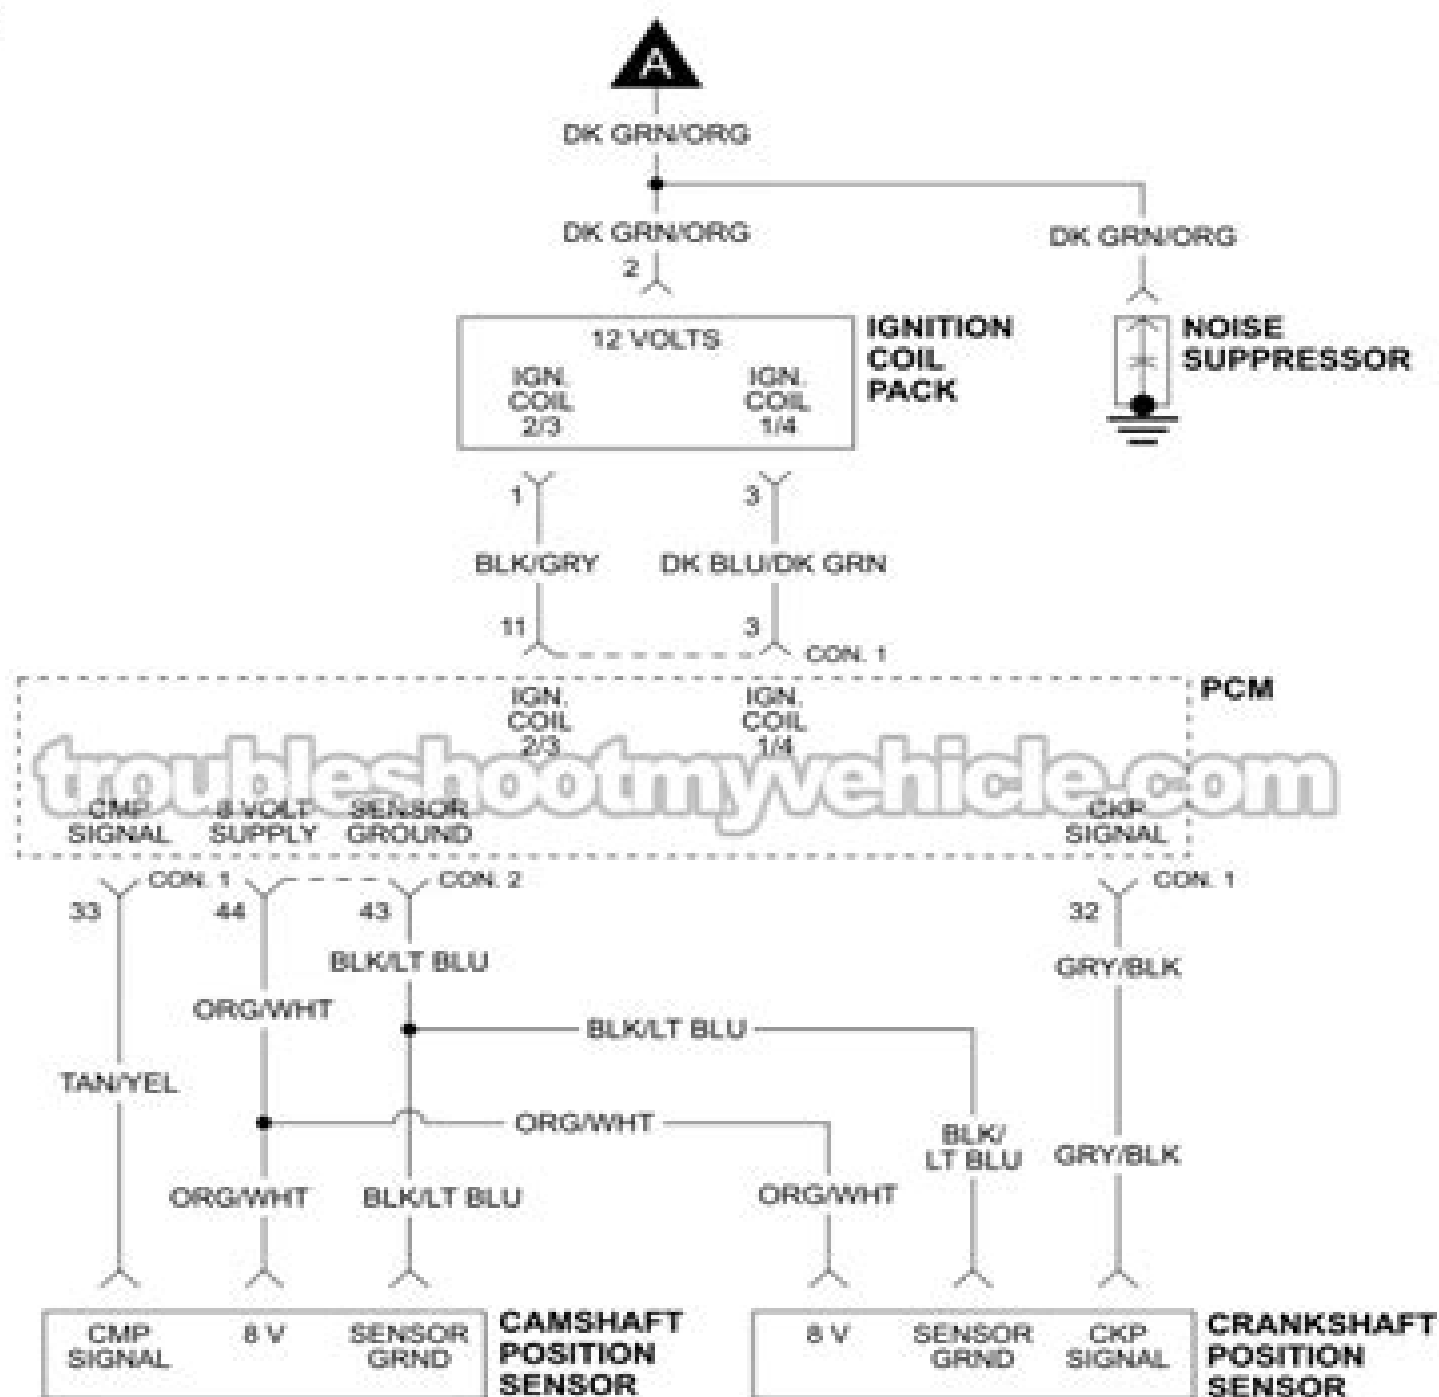 A
DK GRN/ORG
DK GRN/ORG
DK GRN/ORG
2
12 VOLTS
IGN.
COIL
2/3
IGN.
COIL
1/4
IGNITION
COIL
PACK
NOISE
SUPPRESSOR
1
3
BLK/GRY
DK BLU/DK GRN
11
3
CON. 1
PCM
IGN.
COIL
2/3
IGN.
COIL
1/4
troubleshootmyvehicle.com
CMP
SIGNAL
8 VOLT
SUPPLY
SENSOR
GROUND
CKP
SIGNAL
CON. 1
CON. 2
CON. 1
33
44
43
32
BLK/LT BLU
GRY/BLK
ORG/WHT
BLK/LT BLU
TAN/YEL
ORG/WHT
BLK/
LT BLU
GRY/BLK
ORG/WHT
BLK/LT BLU
ORG/WHT
CMP
SIGNAL
8 V
SENSOR
GRND
CAMSHAFT
POSITION
SENSOR
8 V
SENSOR
GRND
CKP
SIGNAL
CRANKSHAFT
POSITION
SENSOR